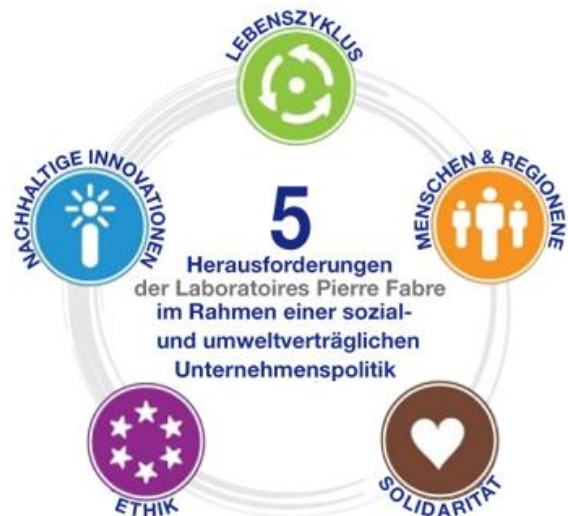 LEBENSZYKLUS
NACHHALTIGE INNOVATIONEN
MENSCHEN & REGIONENE
5
Herausforderungen
der Laboratoires Pierre Fabre
im Rahmen einer sozial-
und umweltverträglichen
Unternehmenspolitik
ETHIK
SOLIDARITÄT